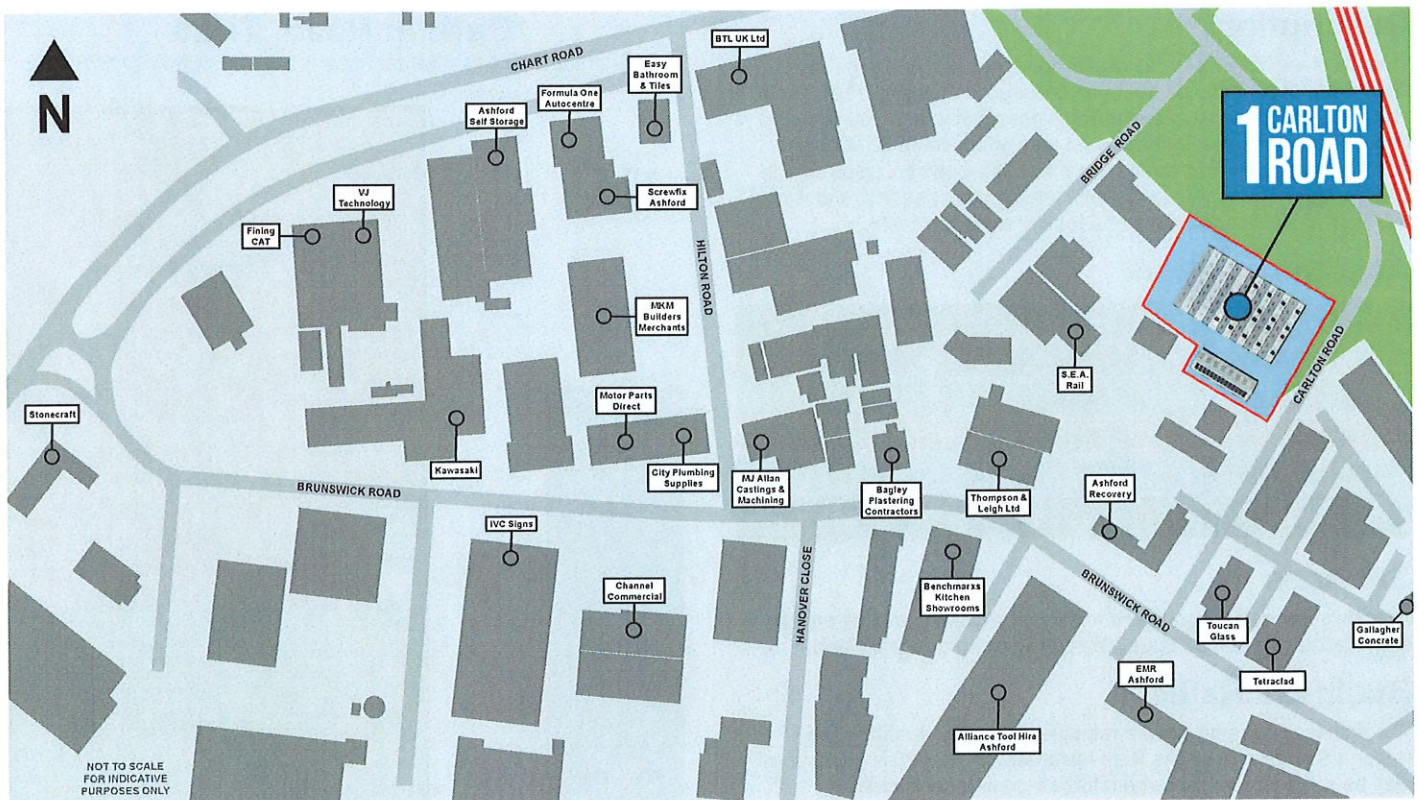 N
CHART ROAD
BTL UK Ltd
Easy
Bathroom
& Tiles
Formula One
Autocentre
Ashford
Self Storage
1 CARLTON
ROAD
BRIDGE ROAD
VJ
Technology
Screwfix
Ashford
Fining
CAT
HILTON ROAD
MKM
Builders
Merchants
S.E.A.
Rail
CARLTON ROAD
Stonecraft
Motor Parts
Direct
Kawasaki
City Plumbing
Supplies
MJ Allan
Castings &
Machining
Bagley
Plastering
Contractors
Thompson &
Leigh Ltd
Ashford
Recovery
BRUNSWICK ROAD
IVC Signs
Channel
Commercial
HANOVER CLOSE
Benchmarxs
Kitchen
Showrooms
BRUNSWICK ROAD
Toucan
Glass
Gallagher
Concrete
EMR
Ashford
Tetraclad
Alliance Tool Hire
Ashford
NOT TO SCALE
FOR INDICATIVE
PURPOSES ONLY